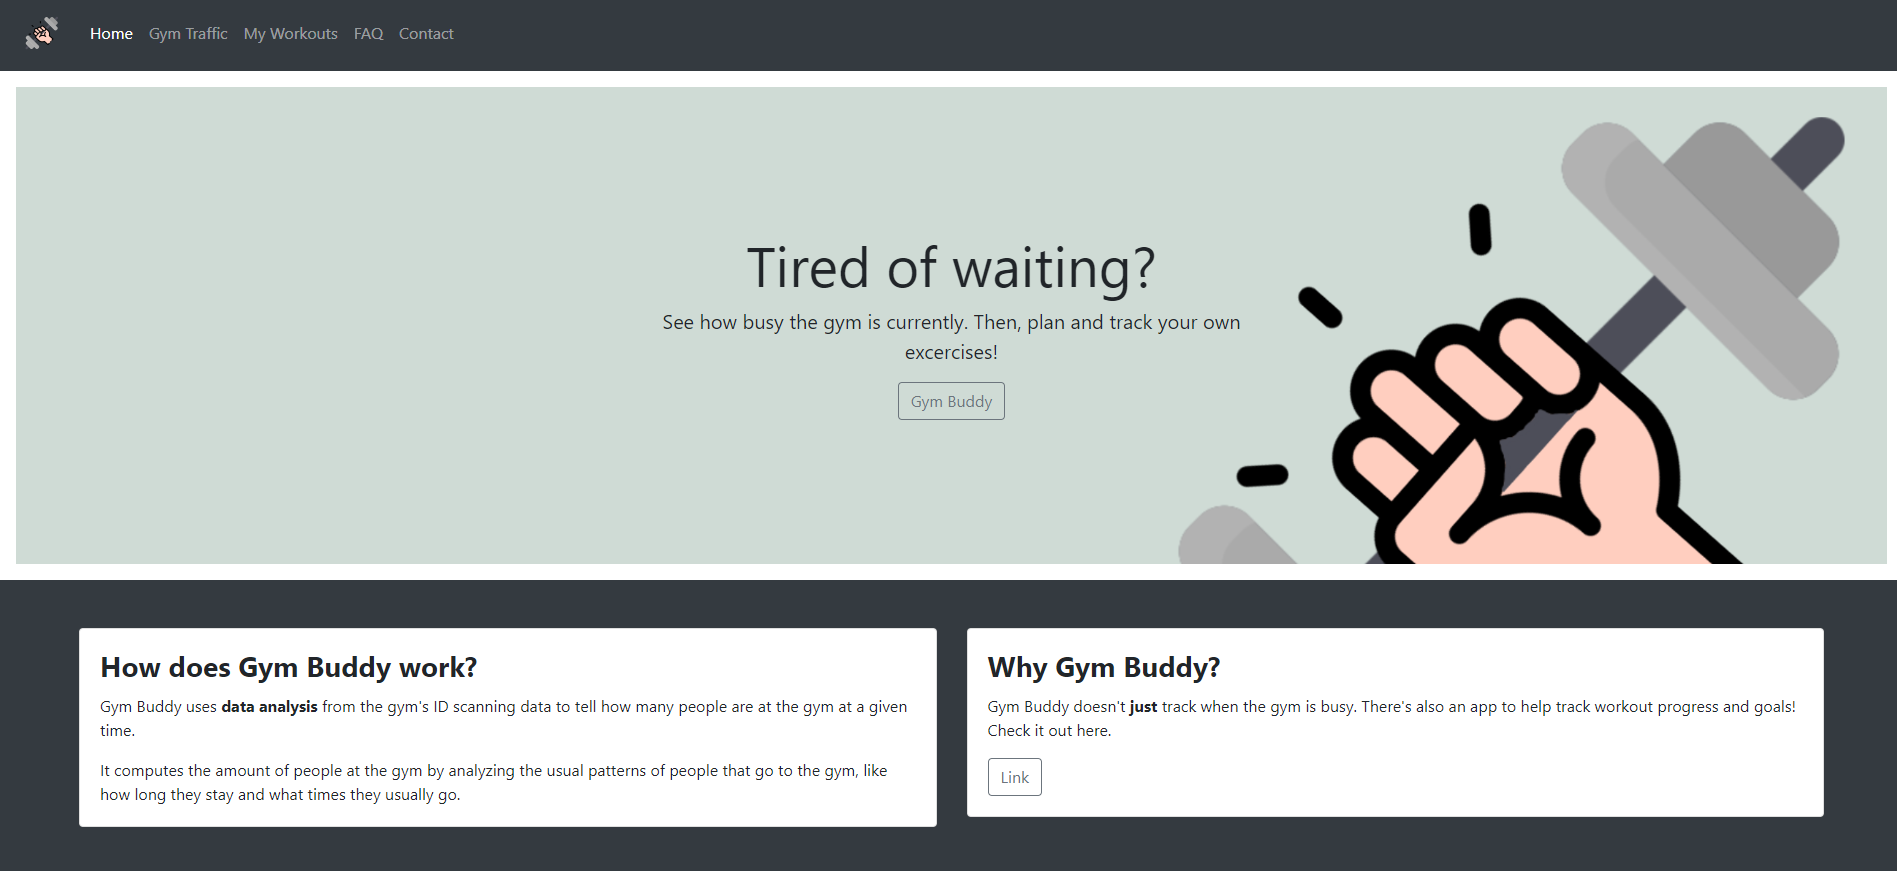 Home Gym Traffic My Workouts FAQ Contact
Tired of waiting?
See how busy the gym is currently. Then, plan and track your own
excercises!
Gym Buddy
How does Gym Buddy work?
Gym Buddy uses data analysis from the gym's ID scanning data to tell how many people are at the gym at a given
time.
It computes the amount of people at the gym by analyzing the usual patterns of people that go to the gym, like
how long they stay and what times they usually go.
Why Gym Buddy?
Gym Buddy doesn't just track when the gym is busy. There's also an app to help track workout progress and goals!
Check it out here.
Link